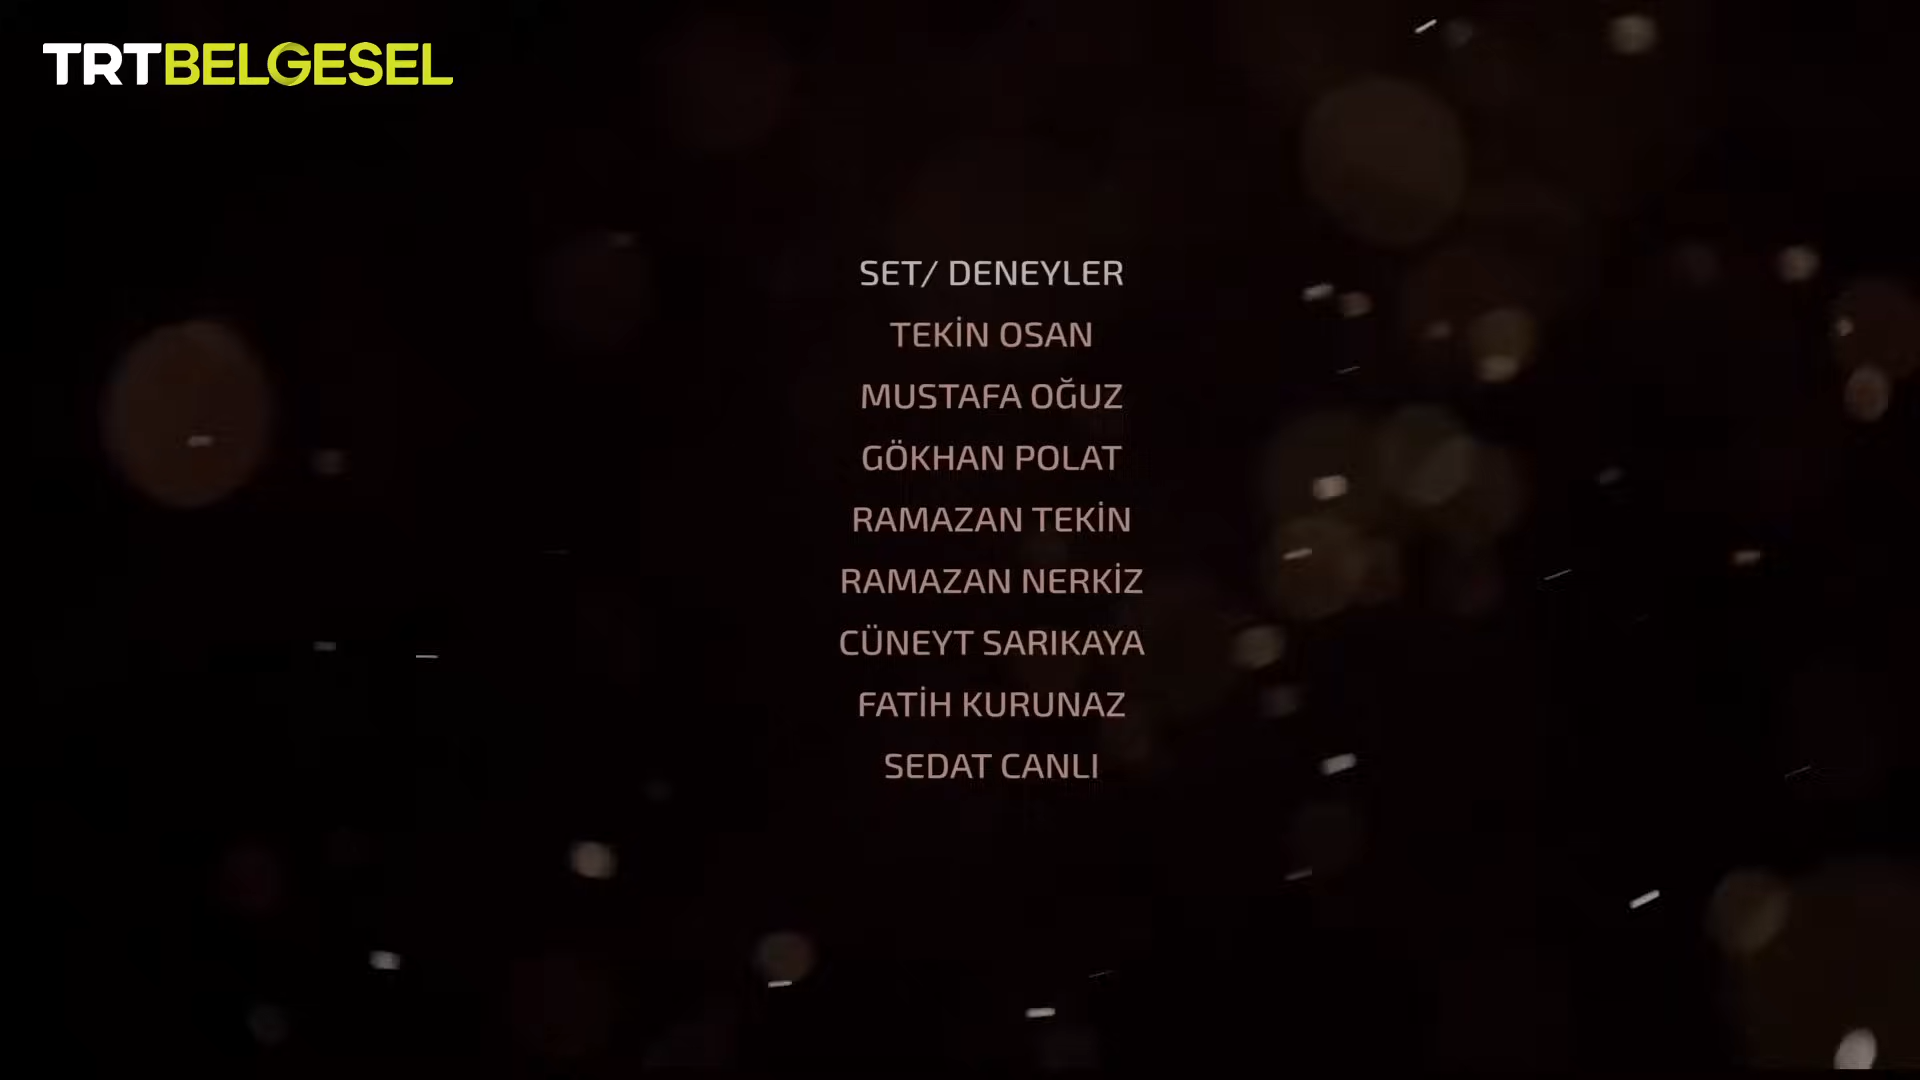 TRTBELGESEL
SET/ DENEYLER
TEKİN OSAN
MUSTAFA OĞUZ
GÖKHAN POLAT
RAMAZAN TEKİN
RAMAZAN NERKİZ
CÜNEYT SARIKAYA
FATİH KURUNAZ
SEDAT CANLI